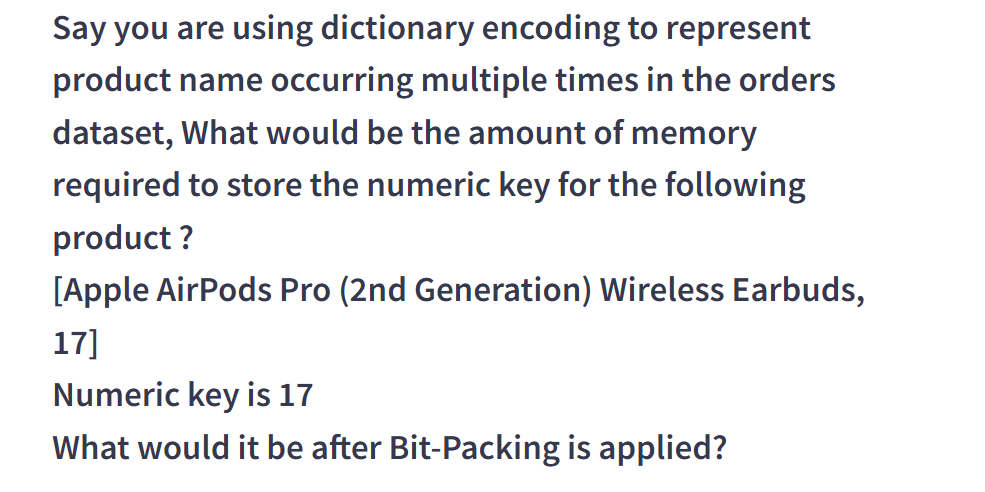 Say you are using dictionary encoding to represent
product name occurring multiple times in the orders
dataset, What would be the amount of memory
required to store the numeric key for the following
product ?
[Apple AirPods Pro (2nd Generation) Wireless Earbuds,
17]
Numeric key is 17
What would it be after Bit-Packing is applied?